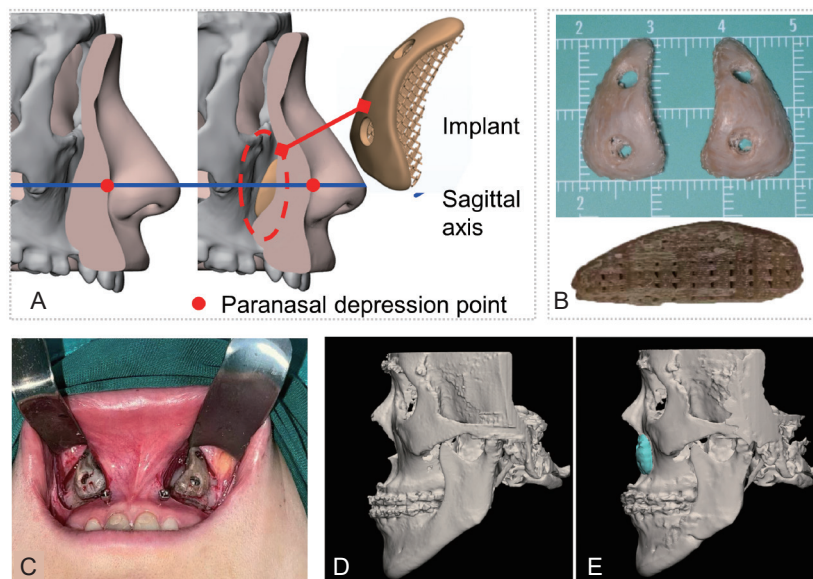 Implant
Sagittal
axis
Paranasal depression point
A
2 3 4 5
2
B
C
D
E